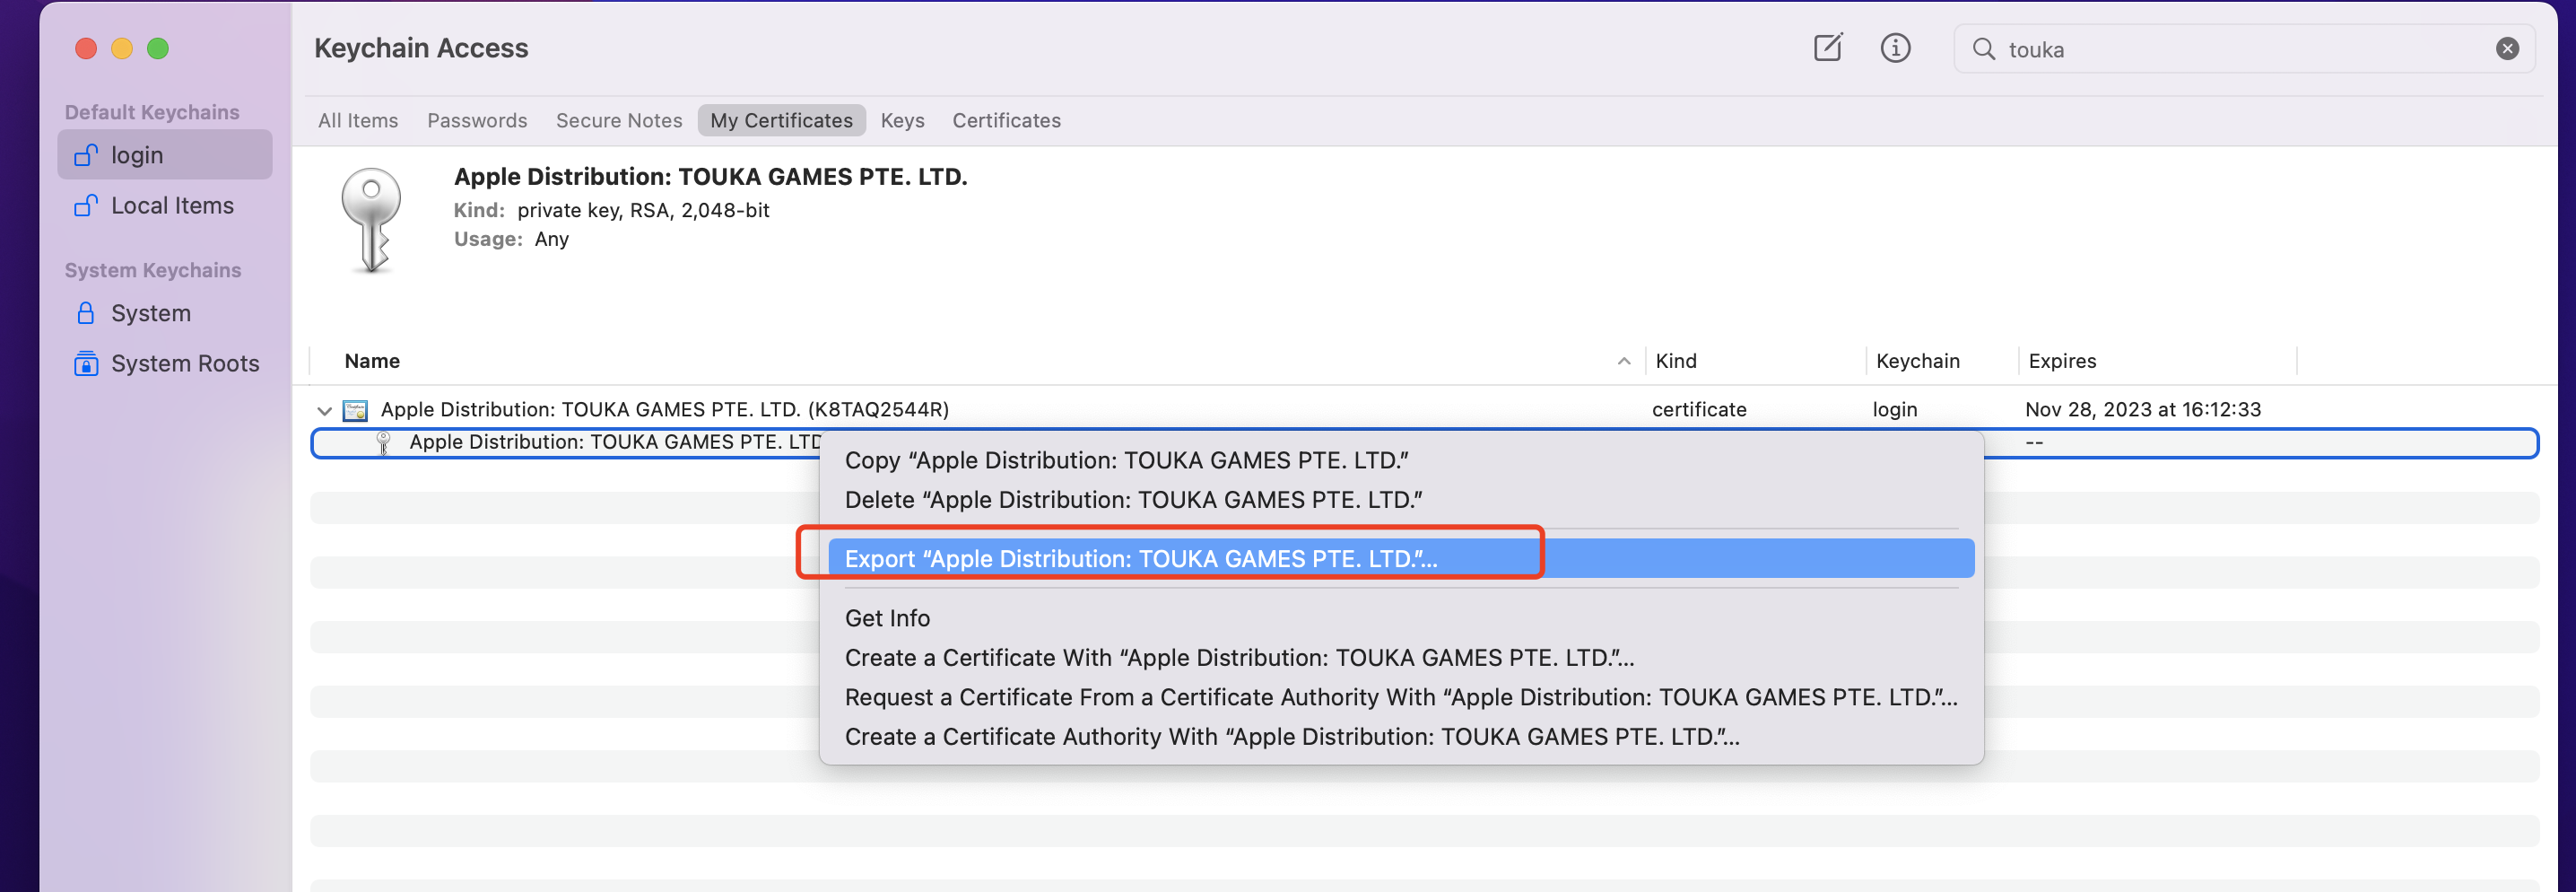 Keychain Access
touka
Default Keychains
login
Local Items
System Keychains
System
System Roots
All Items Passwords Secure Notes My Certificates Keys Certificates
Apple Distribution: TOUKA GAMES PTE. LTD.
Kind: private key, RSA, 2,048-bit
Usage: Any
Name Kind Keychain Expires
Apple Distribution: TOUKA GAMES PTE. LTD. (K8TAQ2544R) certificate login Nov 28, 2023 at 16:12:33
Apple Distribution: TOUKA GAMES PTE. LTD --
Copy “Apple Distribution: TOUKA GAMES PTE. LTD.”
Delete “Apple Distribution: TOUKA GAMES PTE. LTD.”
Export “Apple Distribution: TOUKA GAMES PTE. LTD.”...
Get Info
Create a Certificate With “Apple Distribution: TOUKA GAMES PTE. LTD.”...
Request a Certificate From a Certificate Authority With “Apple Distribution: TOUKA GAMES PTE. LTD.”...
Create a Certificate Authority With “Apple Distribution: TOUKA GAMES PTE. LTD.”...